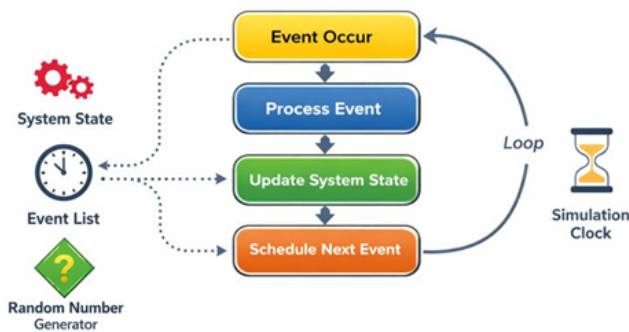 Event Occur
Process Event
System State
Loop
Update System State
Event List
Simulation
Clock
Schedule Next Event
?
Random Number
Generator